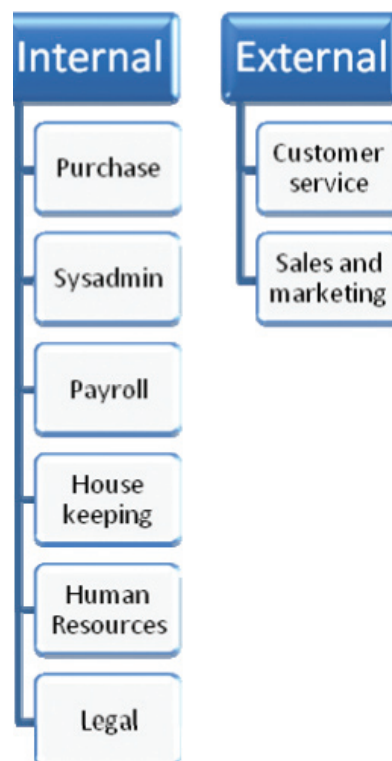 Internal
Purchase
Sysadmin
Payroll
House
keeping
Human
Resources
Legal
External
Customer
service
Sales and
marketing